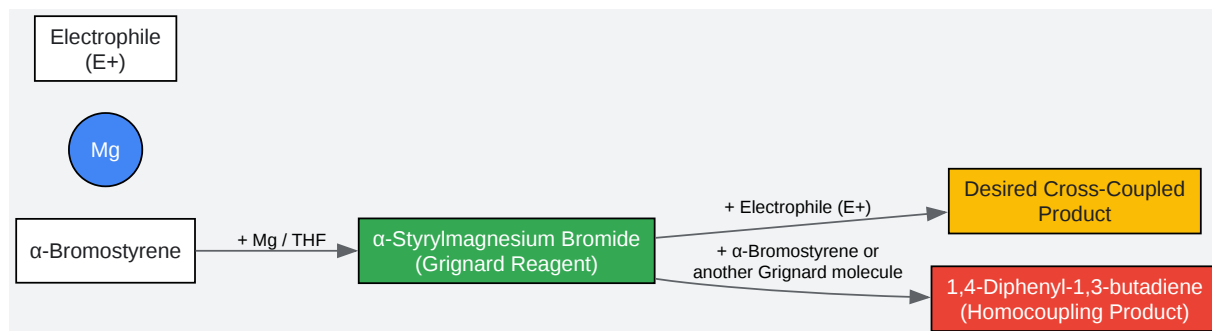 Electrophile
(E+)
Mg
α-Bromostyrene
+ Mg / THF
α-Styrylmagnesium Bromide
(Grignard Reagent)
+ Electrophile (E+)
+ α-Bromostyrene or
another Grignard molecule
Desired Cross-Coupled
Product
1,4-Diphenyl-1,3-butadiene
(Homocoupling Product)